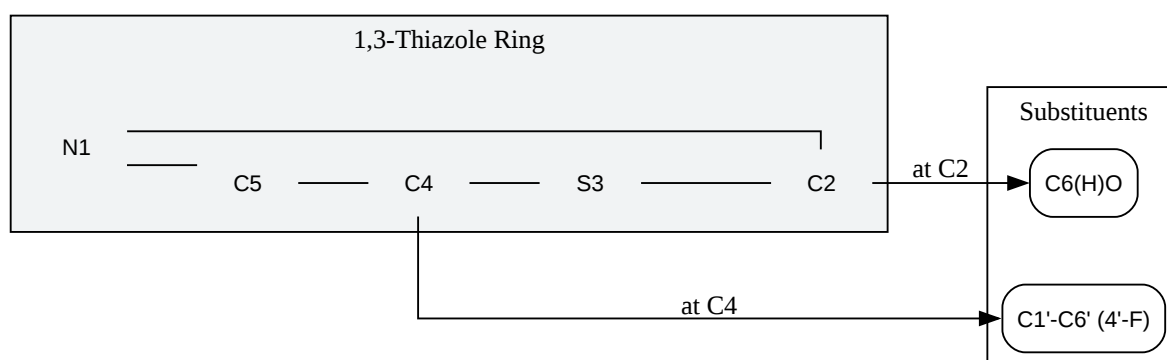 1,3-Thiazole Ring
Substituents
N1
C5
C4
S3
C2
at C2
C6(H)O
at C4
C1'-C6' (4'-F)